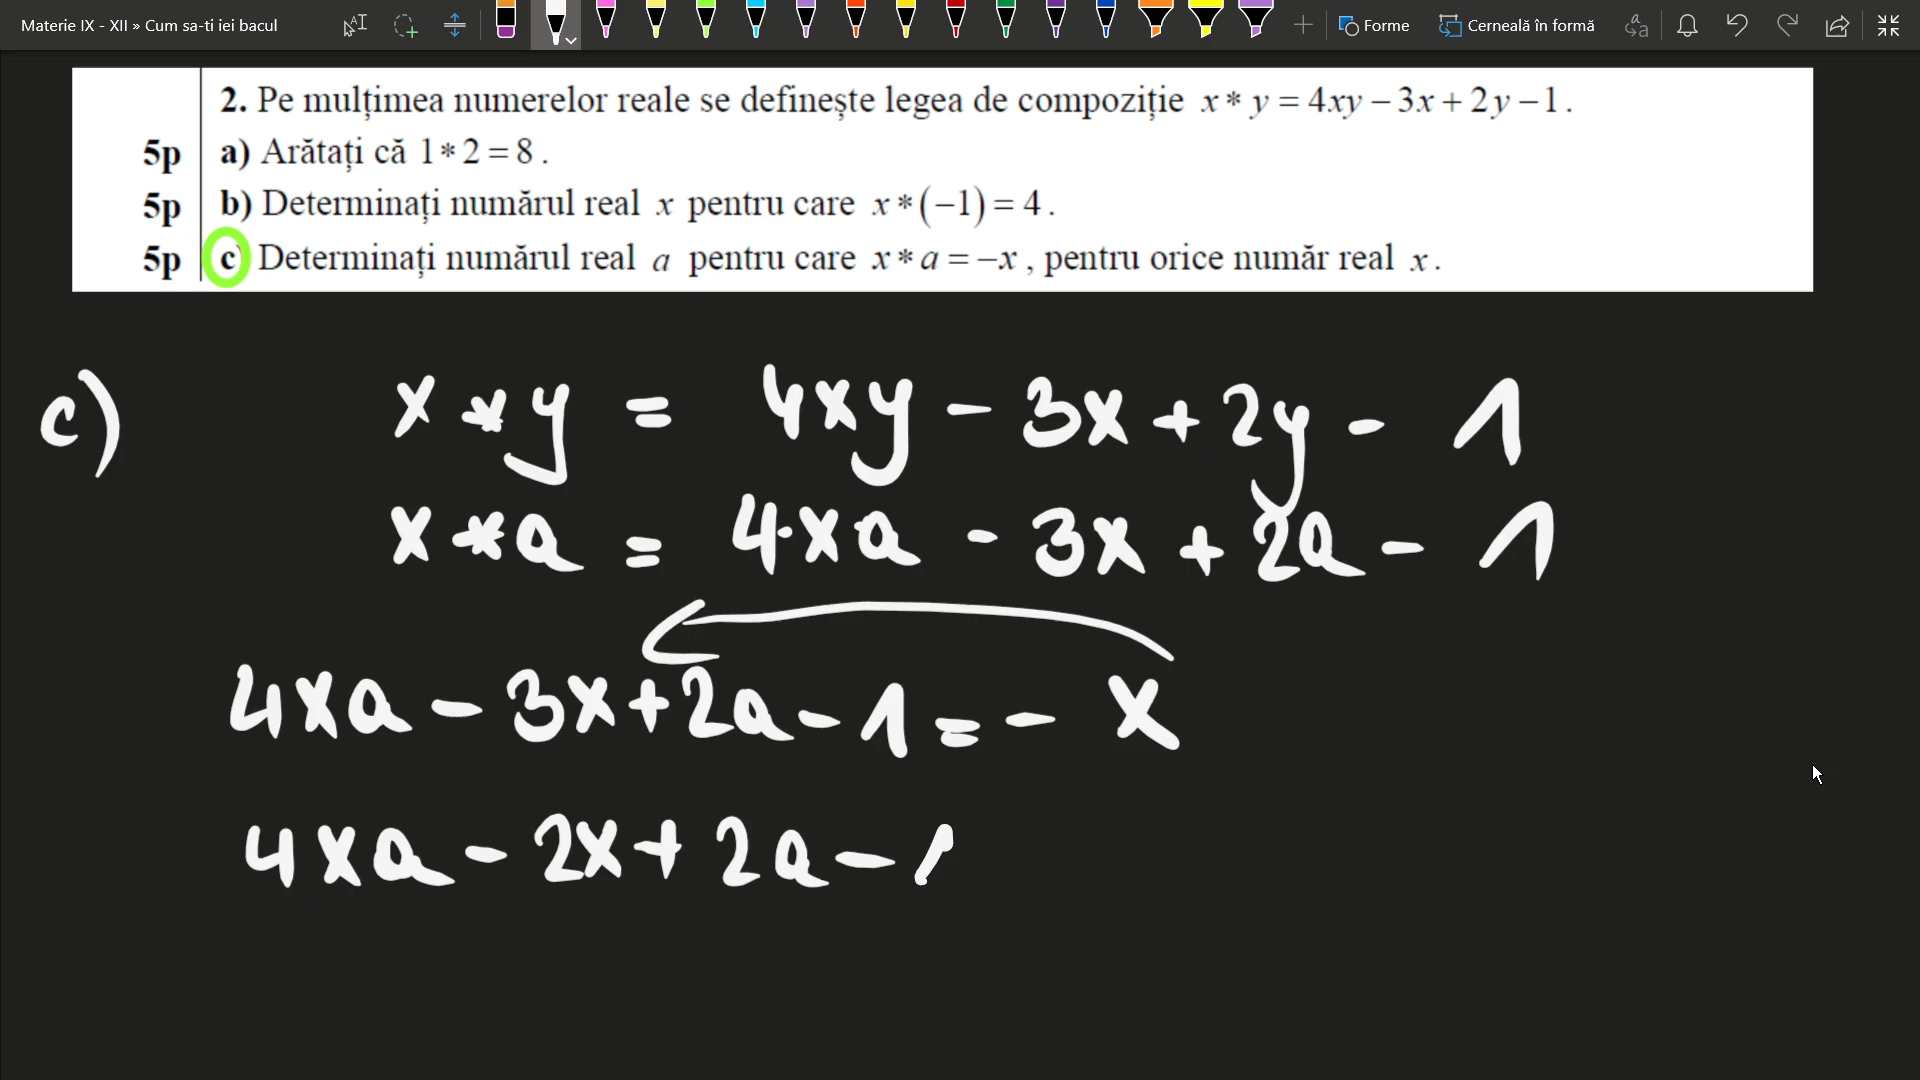 Materie IX - XII » Cum sa-ti iei bacul
Forme
Cerneală în formă
2. Pe mulțimea numerelor reale se definește legea de compoziție x * y = 4xy − 3x + 2y − 1.
5p a) Arătați că 1 * 2 = 8.
5p b) Determinați numărul real x pentru care x * (−1) = 4.
5p c) Determinați numărul real a pentru care x * a = −x, pentru orice număr real x.
c) x * y = 4xy - 3x + 2y - 1
x * a = 4·xa - 3x + 2a - 1
4xa - 3x + 2a - 1 = - x
4xa - 2x + 2a - 1